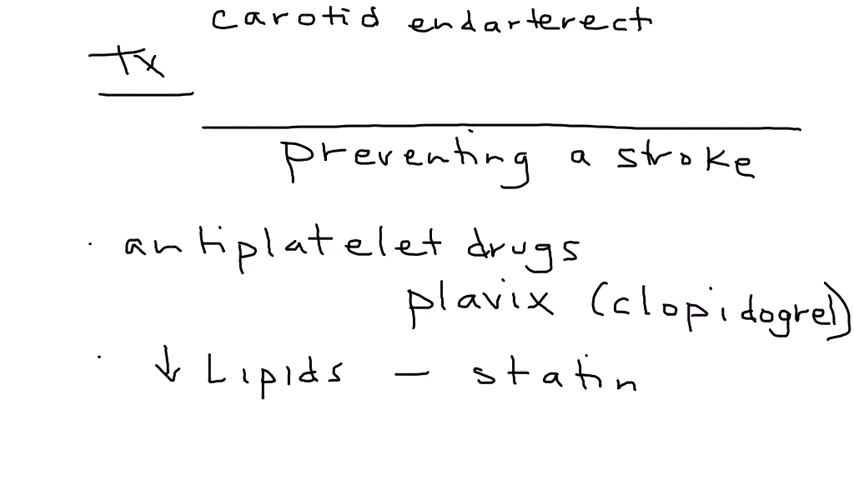 carotid endarterect
Tx
preventing a stroke
· antiplatelet drugs
plavix (clopidogrel)
· ↓ Lipids — statin